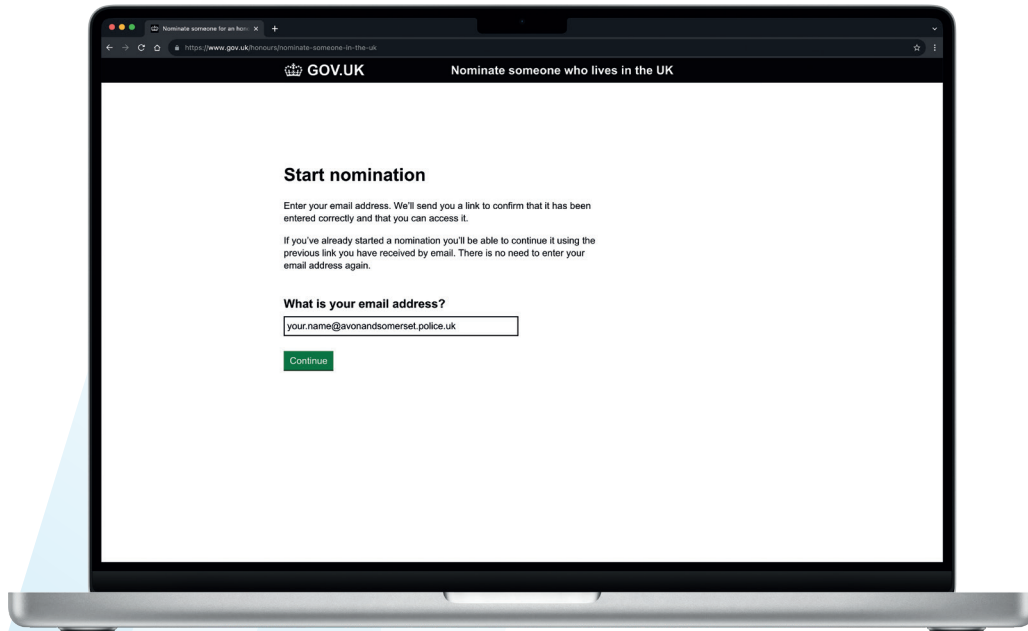 Nominate someone for an hono
https://www.gov.uk/honours/nominate-someone-in-the-uk
GOV.UK Nominate someone who lives in the UK
Start nomination
Enter your email address. We'll send you a link to confirm that it has been
entered correctly and that you can access it.
If you've already started a nomination you'll be able to continue it using the
previous link you have received by email. There is no need to enter your
email address again.
What is your email address?
your.name@avonandsomerset.police.uk
Continue